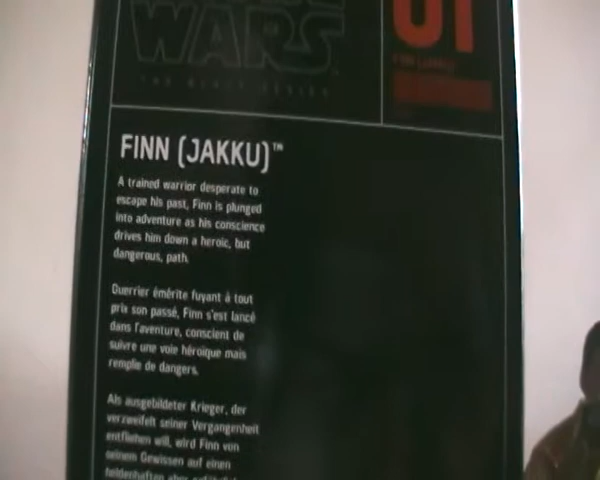 WARS
THE BLACK SERIES
01
FINN (JAKKU)™
A trained warrior desperate to
escape his past, Finn is plunged
into adventure as his conscience
drives him down a heroic, but
dangerous, path.
Guerrier émérite fuyant à tout
prix son passé, Finn s'est lancé
dans l'aventure, conscient de
suivre une voie héroïque mais
remplie de dangers.
Als ausgebildeter Krieger, der
verzweifelt seiner Vergangenheit
entfliehen will, wird Finn von
seinem Gewissen auf einen
heldenhaften aber